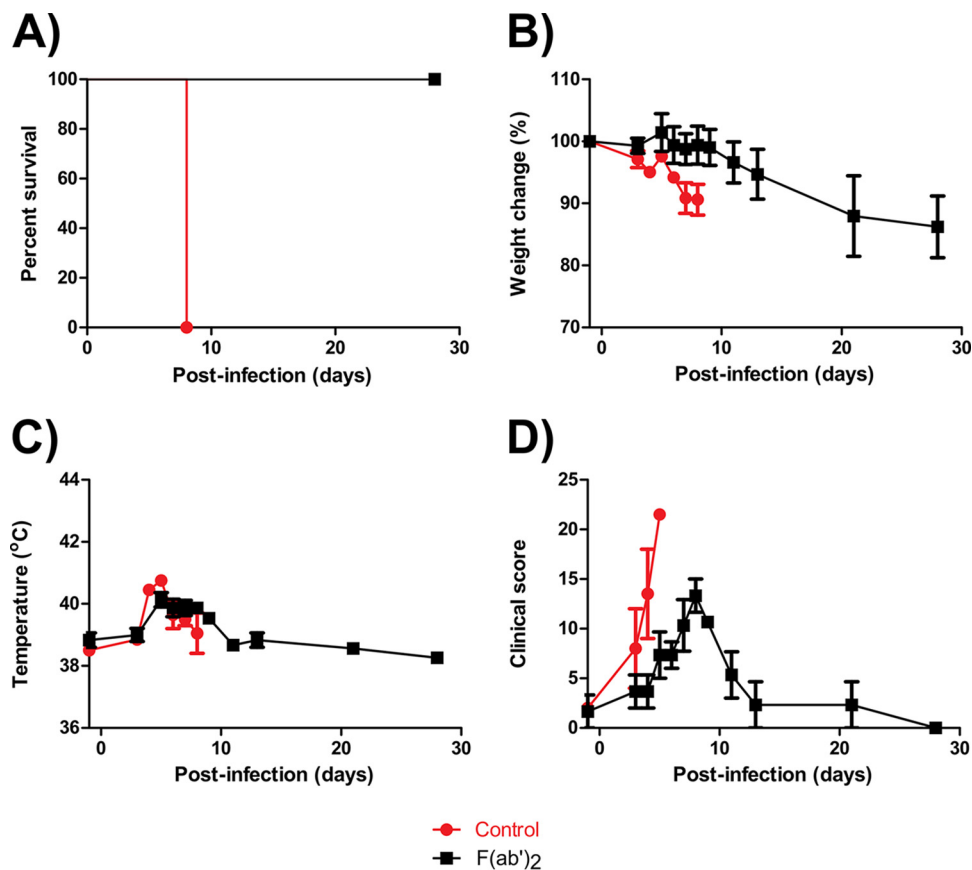 A)
Percent survival
100
80
60
40
20
0
0 10 20 30
Post-infection (days)
B)
Weight change (%)
110
100
90
80
70
0 10 20 30
Post-infection (days)
C)
Temperature (°C)
44
42
40
38
36
0 10 20 30
Post-infection (days)
D)
Clinical score
25
20
15
10
5
0
0 10 20 30
Post-infection (days)
Control
F(ab')2